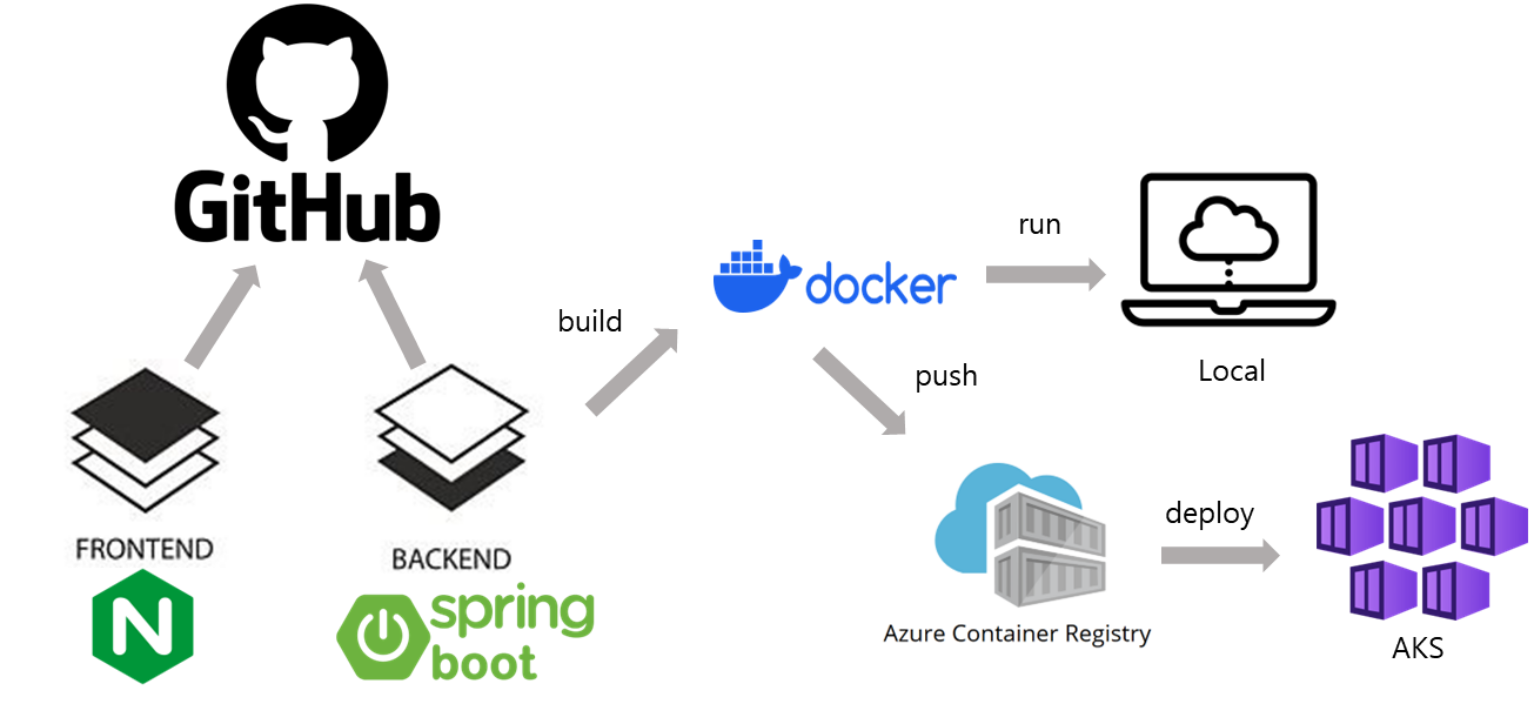 GitHub
run
docker
build
Local
push
deploy
FRONTEND
BACKEND
N
spring
boot
Azure Container Registry
AKS